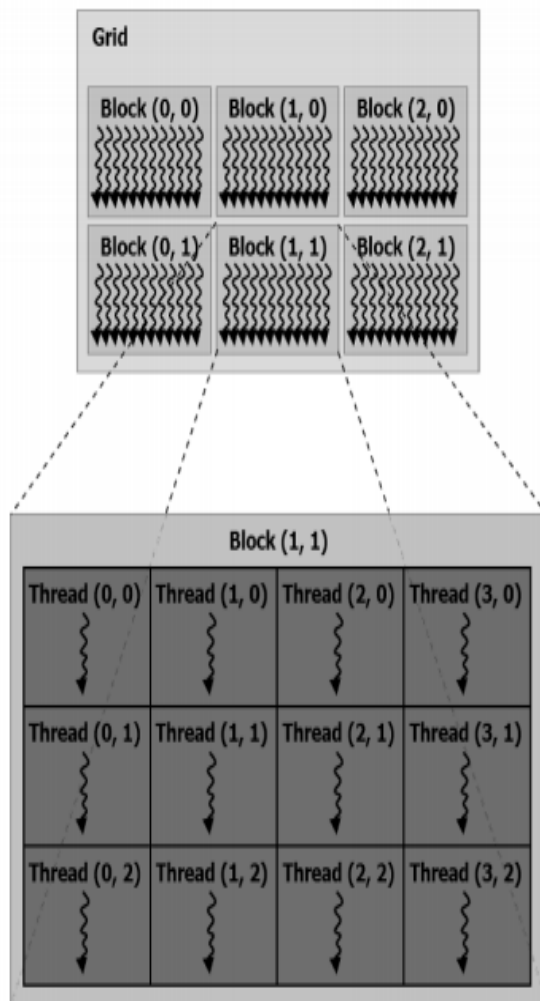 Grid
Block (0, 0) Block (1, 0) Block (2, 0)
Block (0, 1) Block (1, 1) Block (2, 1)
Block (1, 1)
Thread (0, 0) Thread (1, 0) Thread (2, 0) Thread (3, 0)
Thread (0, 1) Thread (1, 1) Thread (2, 1) Thread (3, 1)
Thread (0, 2) Thread (1, 2) Thread (2, 2) Thread (3, 2)